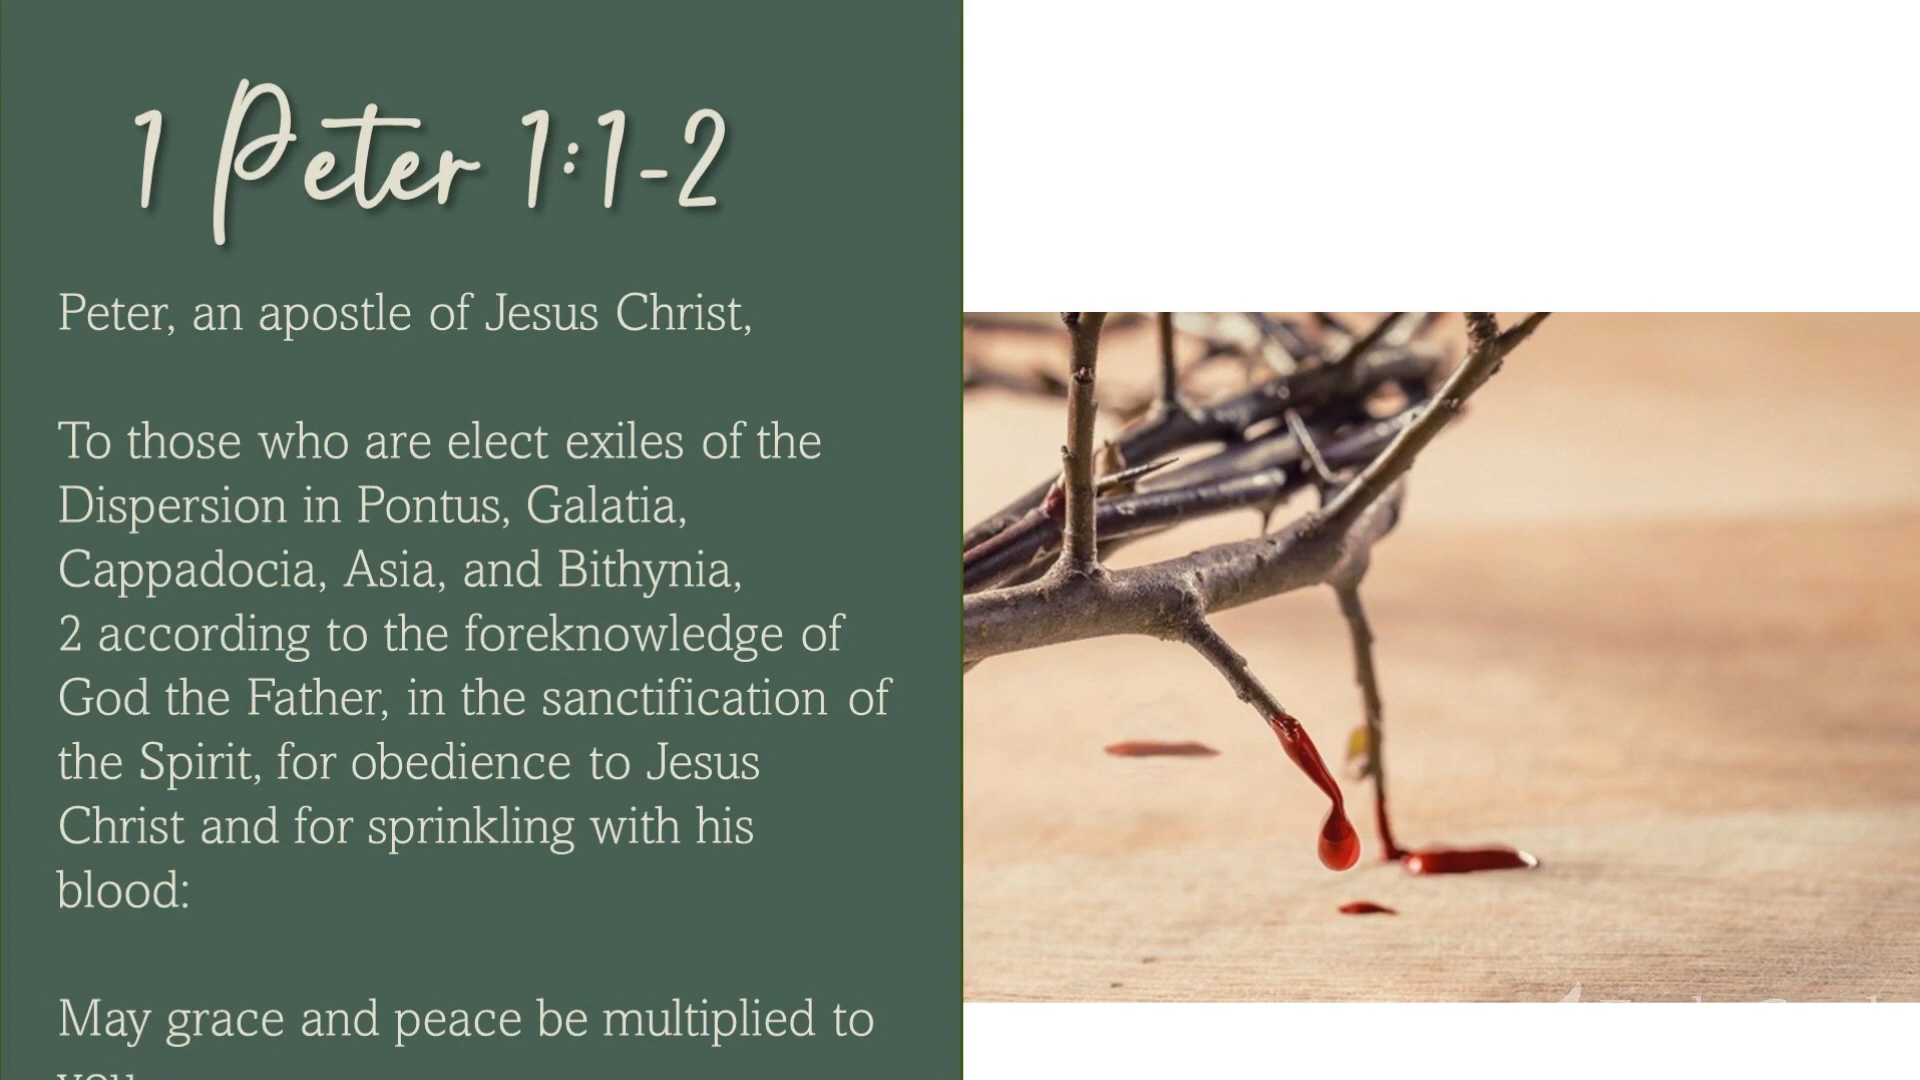 1 Peter 1:1-2
Peter, an apostle of Jesus Christ,
To those who are elect exiles of the
Dispersion in Pontus, Galatia,
Cappadocia, Asia, and Bithynia,
2 according to the foreknowledge of
God the Father, in the sanctification of
the Spirit, for obedience to Jesus
Christ and for sprinkling with his
blood:
May grace and peace be multiplied to